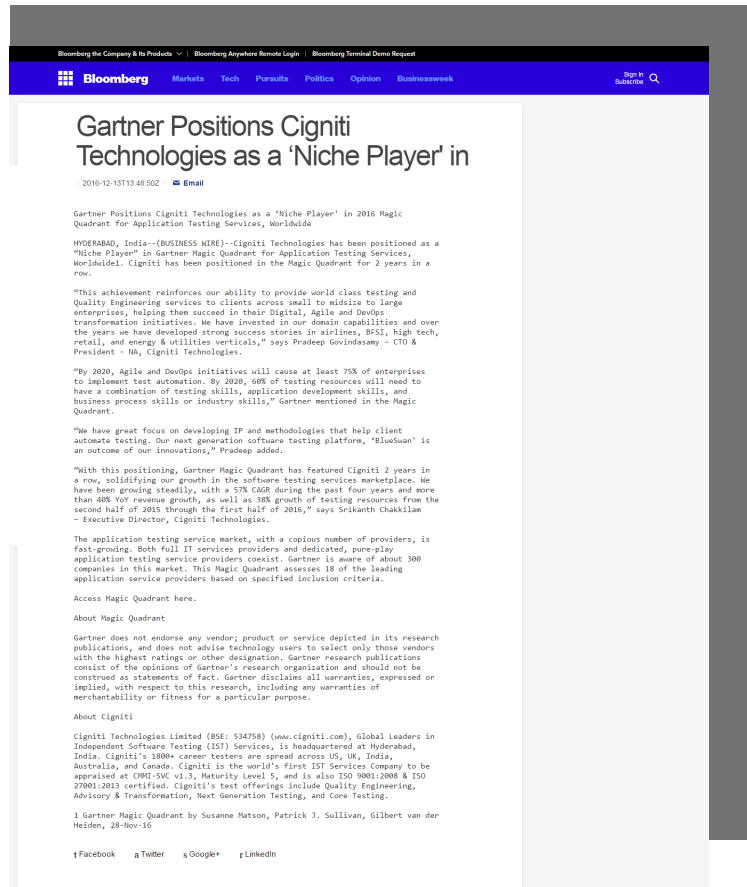 Bloomberg the Company & Its Products | Bloomberg Anywhere Remote Login | Bloomberg Terminal Demo Request
Bloomberg Markets Tech Pursuits Politics Opinion Businessweek Sign In
Subscribe
Gartner Positions Cigniti
Technologies as a ‘Niche Player' in
2016-12-13T13:48:50Z Email
Gartner Positions Cigniti Technologies as a ‘Niche Player' in 2016 Magic
Quadrant for Application Testing Services, Worldwide
HYDERABAD, India--(BUSINESS WIRE)--Cigniti Technologies has been positioned as a
“Niche Player” in Gartner Magic Quadrant for Application Testing Services,
Worldwide1. Cigniti has been positioned in the Magic Quadrant for 2 years in a
row.
“This achievement reinforces our ability to provide world class testing and
Quality Engineering services to clients across small to midsize to large
enterprises, helping them succeed in their Digital, Agile and DevOps
transformation initiatives. We have invested in our domain capabilities and over
the years we have developed strong success stories in airlines, BFSI, high tech,
retail, and energy & utilities verticals,” says Pradeep Govindasamy – CTO &
President - NA, Cigniti Technologies.
“By 2020, Agile and DevOps initiatives will cause at least 75% of enterprises
to implement test automation. By 2020, 60% of testing resources will need to
have a combination of testing skills, application development skills, and
business process skills or industry skills,” Gartner mentioned in the Magic
Quadrant.
“We have great focus on developing IP and methodologies that help client
automate testing. Our next generation software testing platform, ‘BlueSwan' is
an outcome of our innovations,” Pradeep added.
“With this positioning, Gartner Magic Quadrant has featured Cigniti 2 years in
a row, solidifying our growth in the software testing services marketplace. We
have been growing steadily, with a 57% CAGR during the past four years and more
than 40% YoY revenue growth, as well as 38% growth of testing resources from the
second half of 2015 through the first half of 2016,” says Srikanth Chakkilam
– Executive Director, Cigniti Technologies.
The application testing service market, with a copious number of providers, is
fast-growing. Both full IT services providers and dedicated, pure-play
application testing service providers coexist. Gartner is aware of about 300
companies in this market. This Magic Quadrant assesses 18 of the leading
application service providers based on specified inclusion criteria.
Access Magic Quadrant here.
About Magic Quadrant
Gartner does not endorse any vendor; product or service depicted in its research
publications, and does not advise technology users to select only those vendors
with the highest ratings or other designation. Gartner research publications
consist of the opinions of Gartner's research organization and should not be
construed as statements of fact. Gartner disclaims all warranties, expressed or
implied, with respect to this research, including any warranties of
merchantability or fitness for a particular purpose.
About Cigniti
Cigniti Technologies Limited (BSE: 534758) (www.cigniti.com), Global Leaders in
Independent Software Testing (IST) Services, is headquartered at Hyderabad,
India. Cigniti's 1800+ career testers are spread across US, UK, India,
Australia, and Canada. Cigniti is the world's first IST Services Company to be
appraised at CMMI-SVC v1.3, Maturity Level 5, and is also ISO 9001:2008 & ISO
27001:2013 certified. Cigniti's test offerings include Quality Engineering,
Advisory & Transformation, Next Generation Testing, and Core Testing.
1 Gartner Magic Quadrant by Susanne Matson, Patrick J. Sullivan, Gilbert van der
Heiden, 28-Nov-16
t Facebook a Twitter s Google+ r LinkedIn